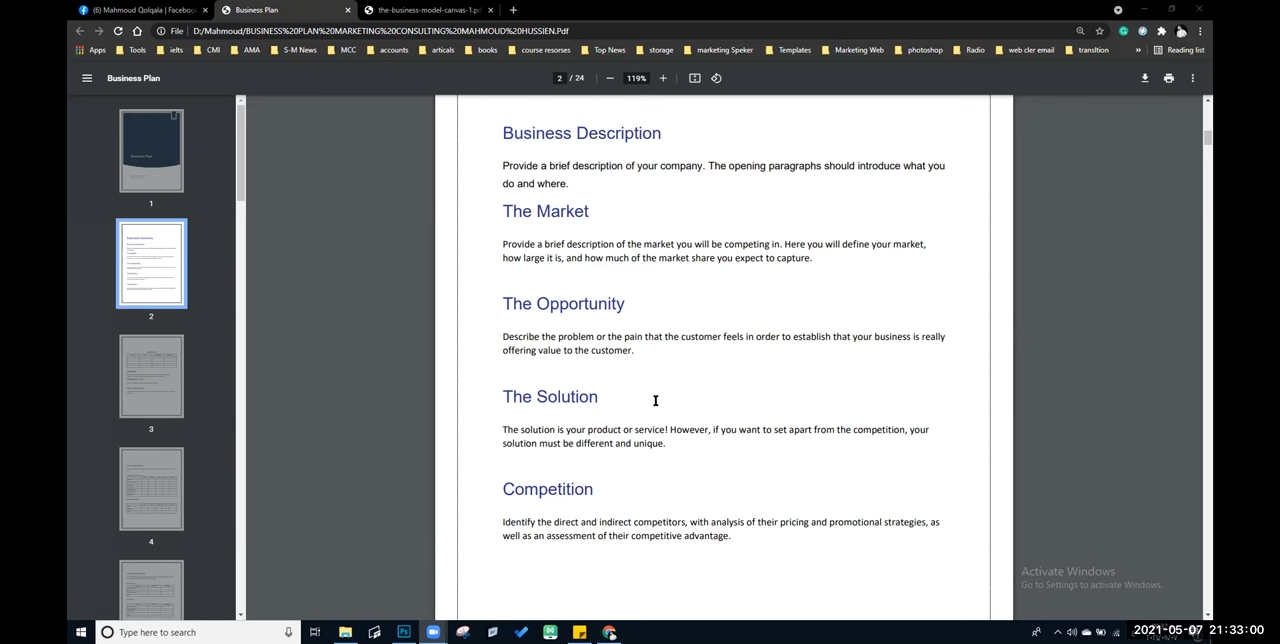 (6) Mahmoud Qolqala | Facebook
Business Plan
the-business-model-canvas-1.pd
File
D:/Mahmoud/BUSINESS%20PLAN%20MARKETING%20CONSULTING%20MAHMOUD%20HUSSIEN.Pdf
Apps Tools ielts CMI AMA S-M News MCC accounts articals books course resorses Top News storage marketing Speker Templates Marketing Web photoshop Radio web cler email transltion » Reading list
Business Plan
2 / 24
119%
1
2
3
4
Business Description
Provide a brief description of your company. The opening paragraphs should introduce what you
do and where.
The Market
Provide a brief description of the market you will be competing in. Here you will define your market,
how large it is, and how much of the market share you expect to capture.
The Opportunity
Describe the problem or the pain that the customer feels in order to establish that your business is really
offering value to the customer.
The Solution
The solution is your product or service! However, if you want to set apart from the competition, your
solution must be different and unique.
Competition
Identify the direct and indirect competitors, with analysis of their pricing and promotional strategies, as
well as an assessment of their competitive advantage.
Activate Windows
Go to Settings to activate Windows.
Type here to search
2021-05-07 21:33:00